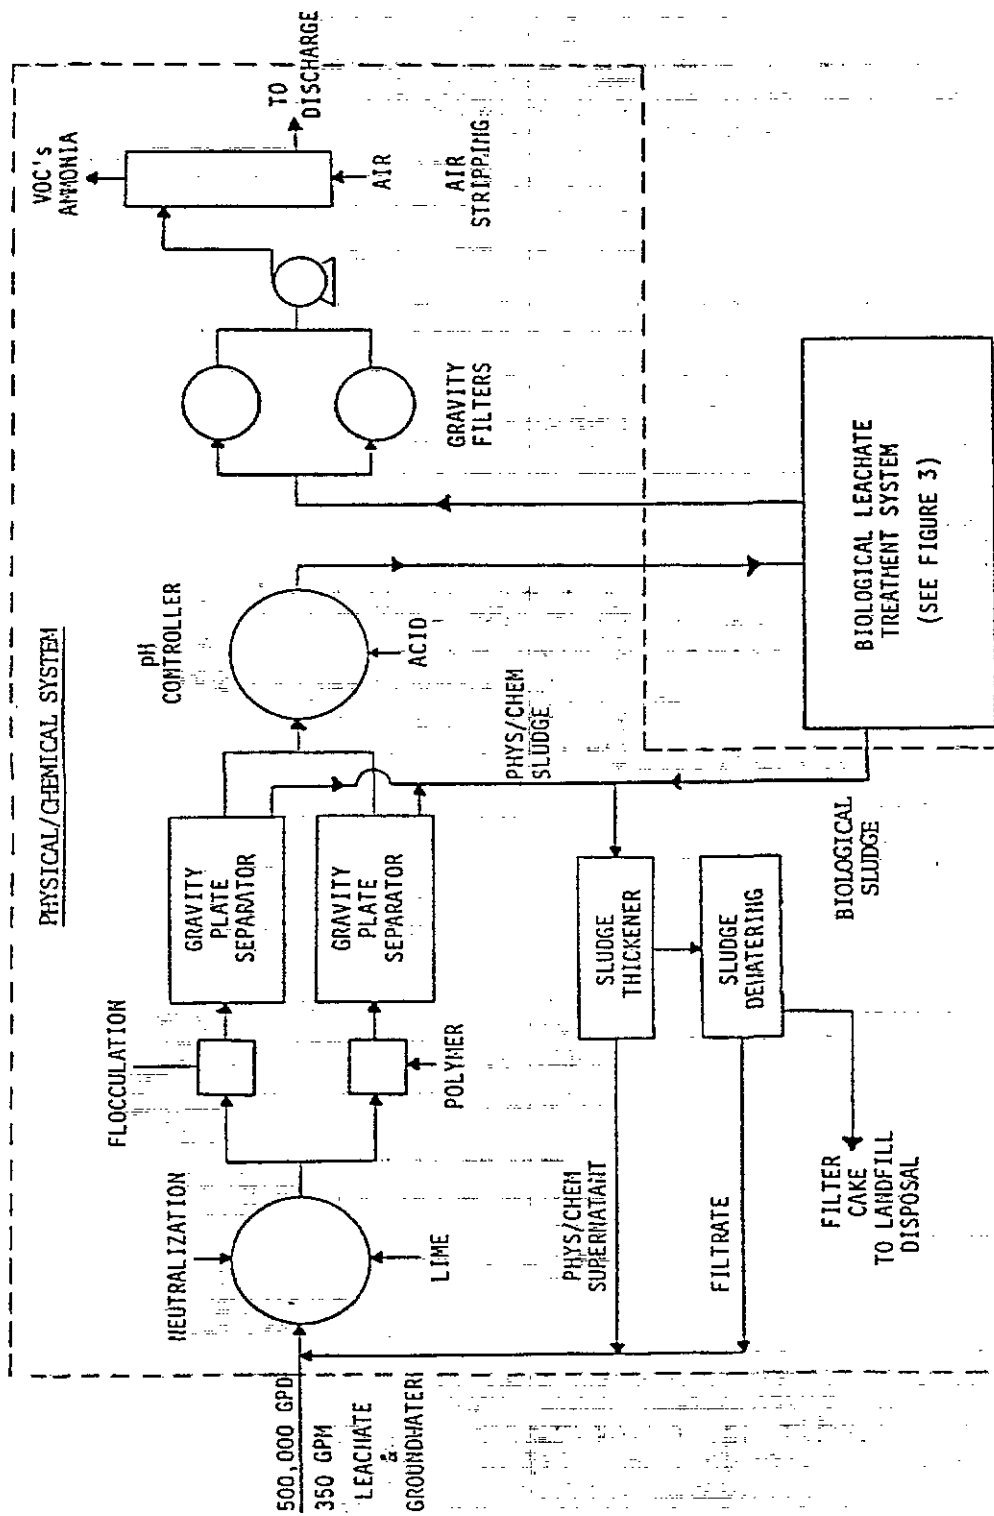 PHYSICAL/CHEMICAL SYSTEM
500,000 GPD
350 GPM
LEACHATE
&
GROUNDWATER
NEUTRALIZATION
LIME
FLOCCULATION
POLYMER
GRAVITY
PLATE
SEPARATOR
GRAVITY
PLATE
SEPARATOR
pH
CONTROLLER
ACID
GRAVITY
FILTERS
VOC's
AMMONIA
AIR
AIR
STRIPPING
TO
DISCHARGE
PHYS/CHEM
SLUDGE
PHYS/CHEM
SUPERNATANT
SLUDGE
THICKENER
SLUDGE
DEWATERING
FILTRATE
FILTER
CAKE
TO LANDFILL
DISPOSAL
BIOLOGICAL
SLUDGE
BIOLOGICAL LEACHATE
TREATMENT SYSTEM
(SEE FIGURE 3)